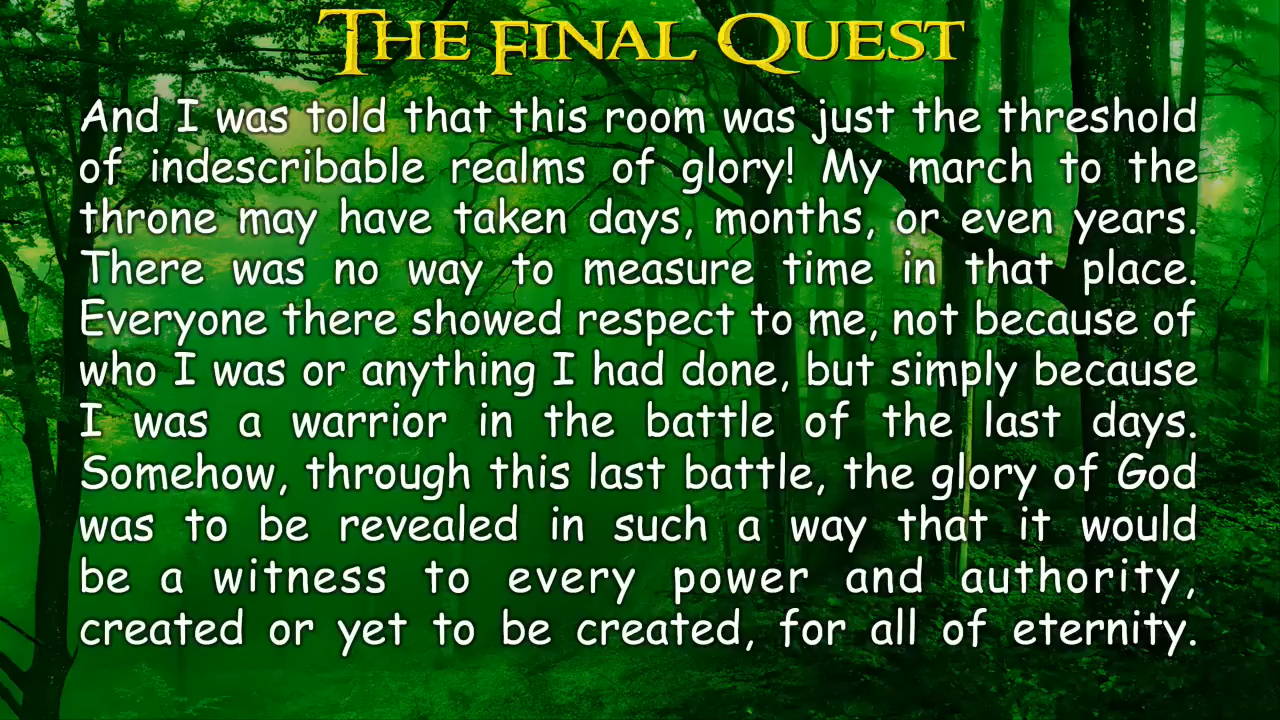 The Final Quest
And I was told that this room was just the threshold
of indescribable realms of glory! My march to the
throne may have taken days, months, or even years.
There was no way to measure time in that place.
Everyone there showed respect to me, not because of
who I was or anything I had done, but simply because
I was a warrior in the battle of the last days.
Somehow, through this last battle, the glory of God
was to be revealed in such a way that it would
be a witness to every power and authority,
created or yet to be created, for all of eternity.